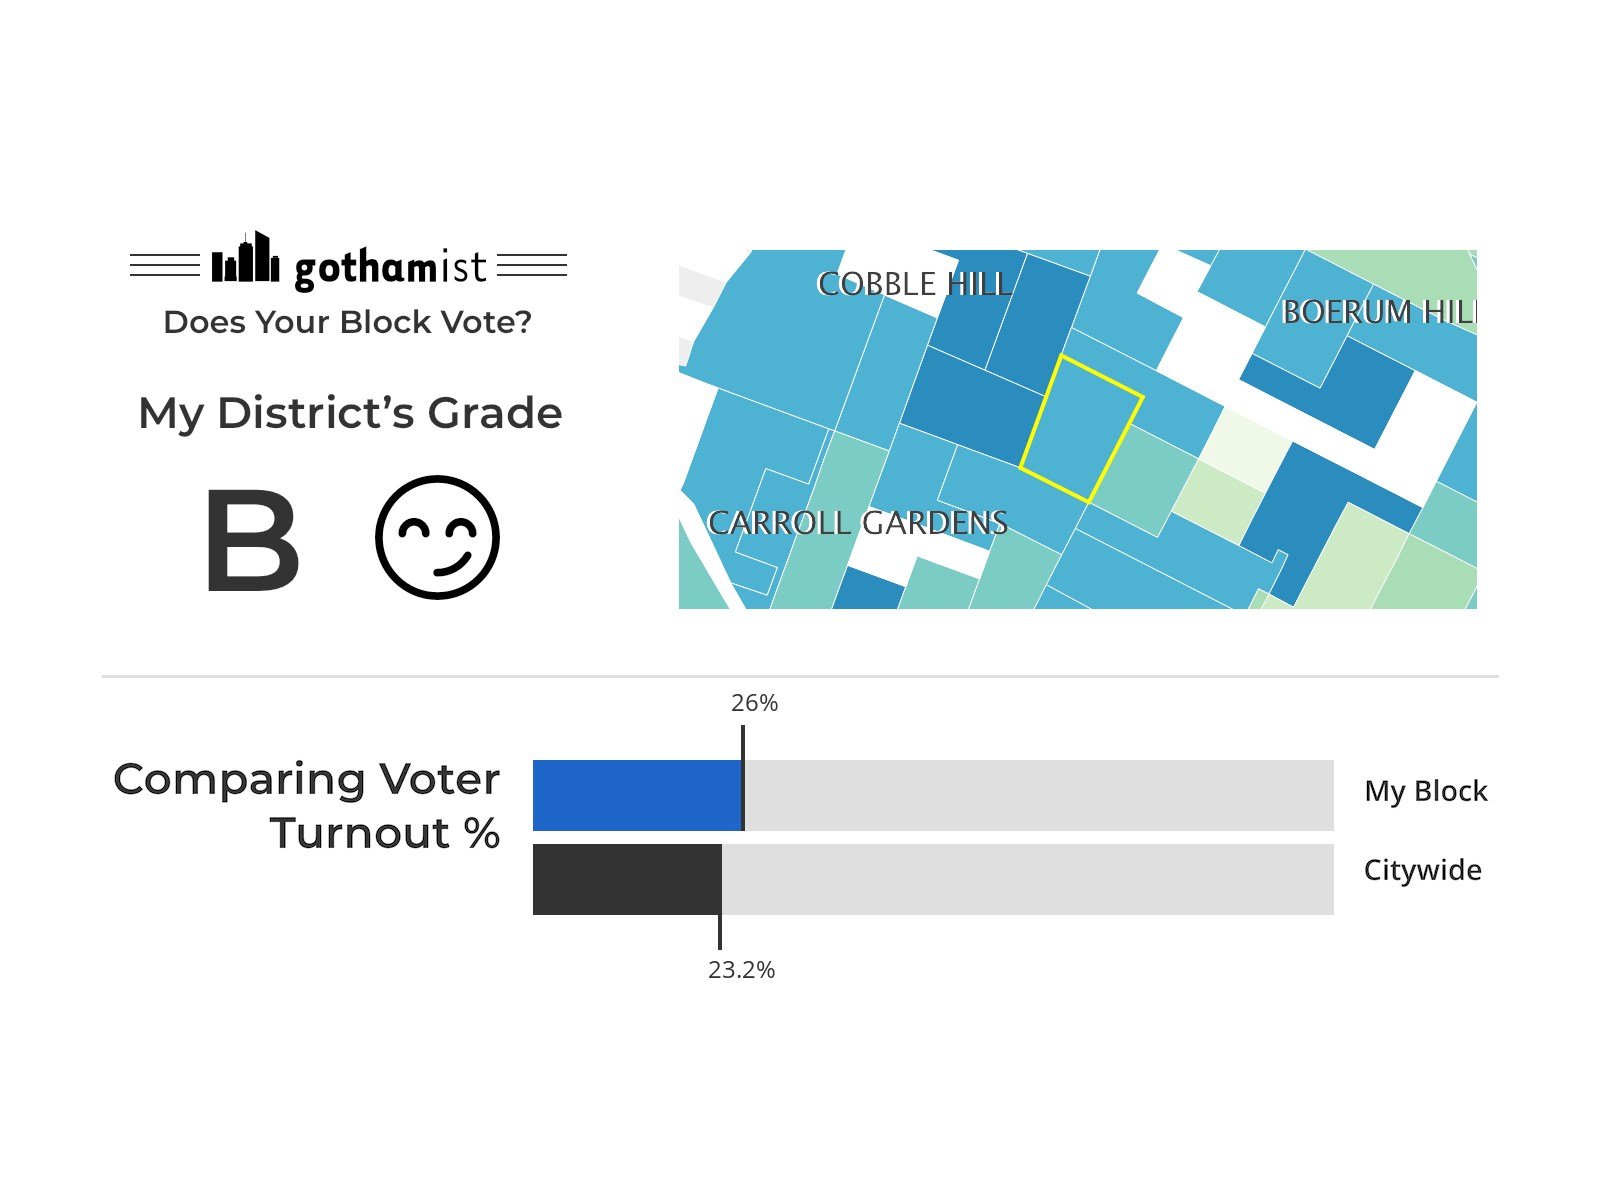 gothamist
Does Your Block Vote?
My District's Grade
B
COBBLE HILL
BOERUM HILL
CARROLL GARDENS
26%
Comparing Voter
Turnout %
My Block
Citywide
23.2%